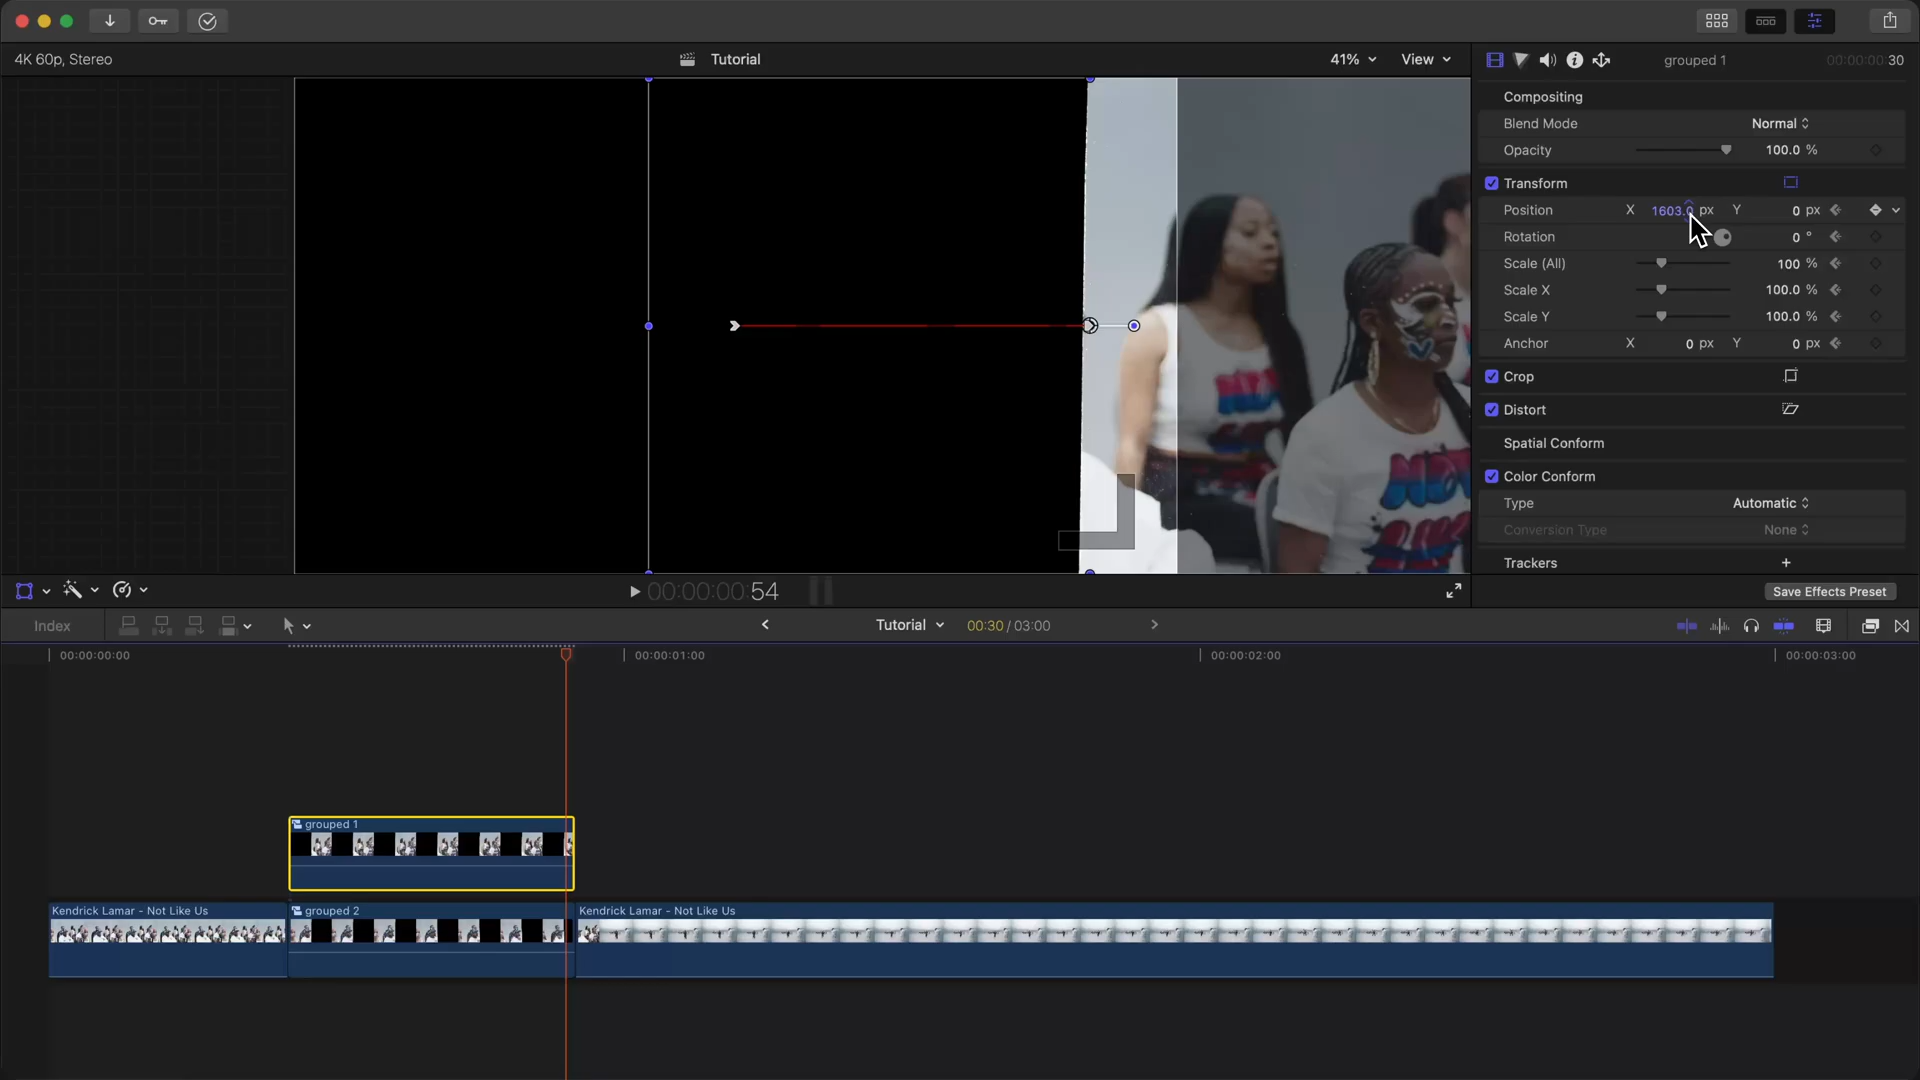 4K 60p, Stereo
Tutorial
41%
View
grouped 1
00:00:00:30
Compositing
Blend Mode
Normal
Opacity
100.0 %
Transform
Position X 1603.0 px Y 0 px
Rotation 0 °
Scale (All) 100 %
Scale X 100.0 %
Scale Y 100.0 %
Anchor X 0 px Y 0 px
Crop
Distort
Spatial Conform
Color Conform
Type Automatic
Conversion Type None
Trackers
Save Effects Preset
00:00:00:54
Index
Tutorial
00:30 / 03:00
00:00:00:00
00:00:01:00
00:00:02:00
00:00:03:00
grouped 1
Kendrick Lamar - Not Like Us
grouped 2
Kendrick Lamar - Not Like Us